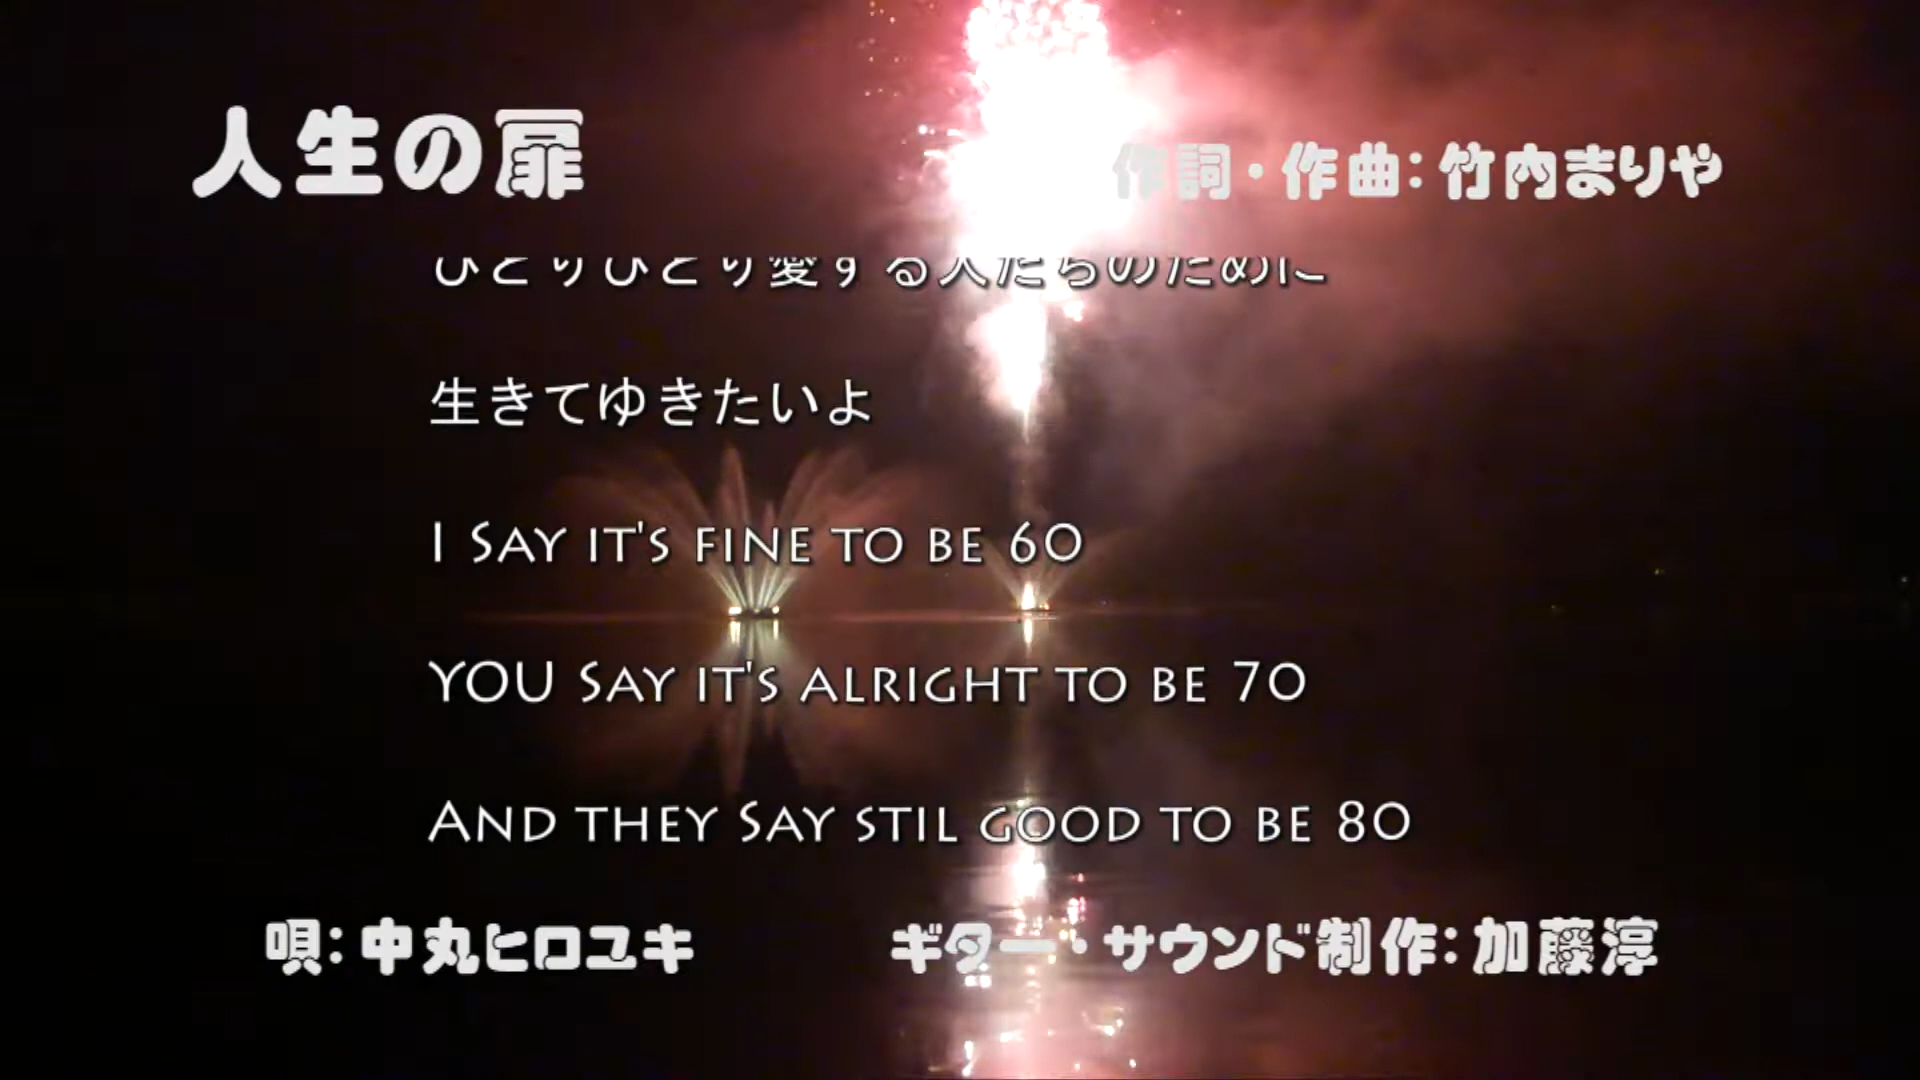 人生の扉
作詞・作曲：竹内まりや
ひとりひとり愛する人たちのために
生きてゆきたいよ
I Say it's fine to be 60
YOU Say it's alright to be 70
And they Say stil good to be 80
唄：中丸ヒロユキ
ギター・サウンド制作：加藤淳